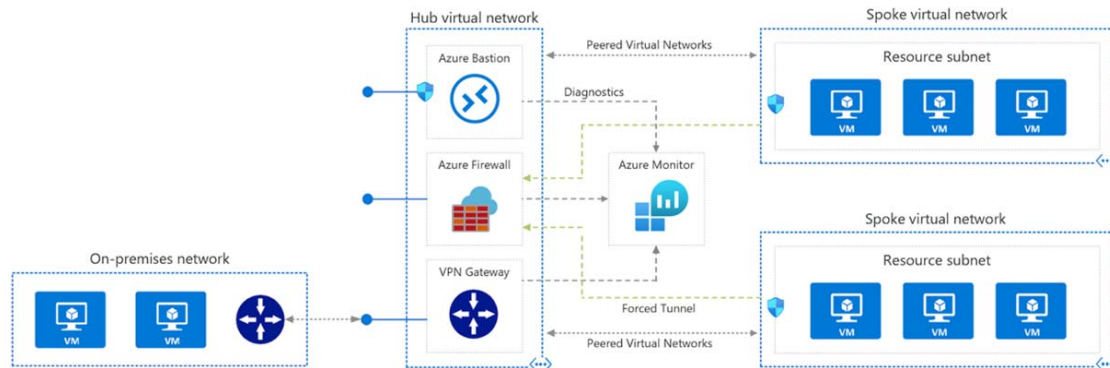 Hub virtual network
Spoke virtual network
Azure Bastion
Peered Virtual Networks
Resource subnet
Diagnostics
VM
VM
VM
Azure Firewall
Azure Monitor
Spoke virtual network
On-premises network
VPN Gateway
Resource subnet
VM
VM
Forced Tunnel
VM
VM
VM
Peered Virtual Networks